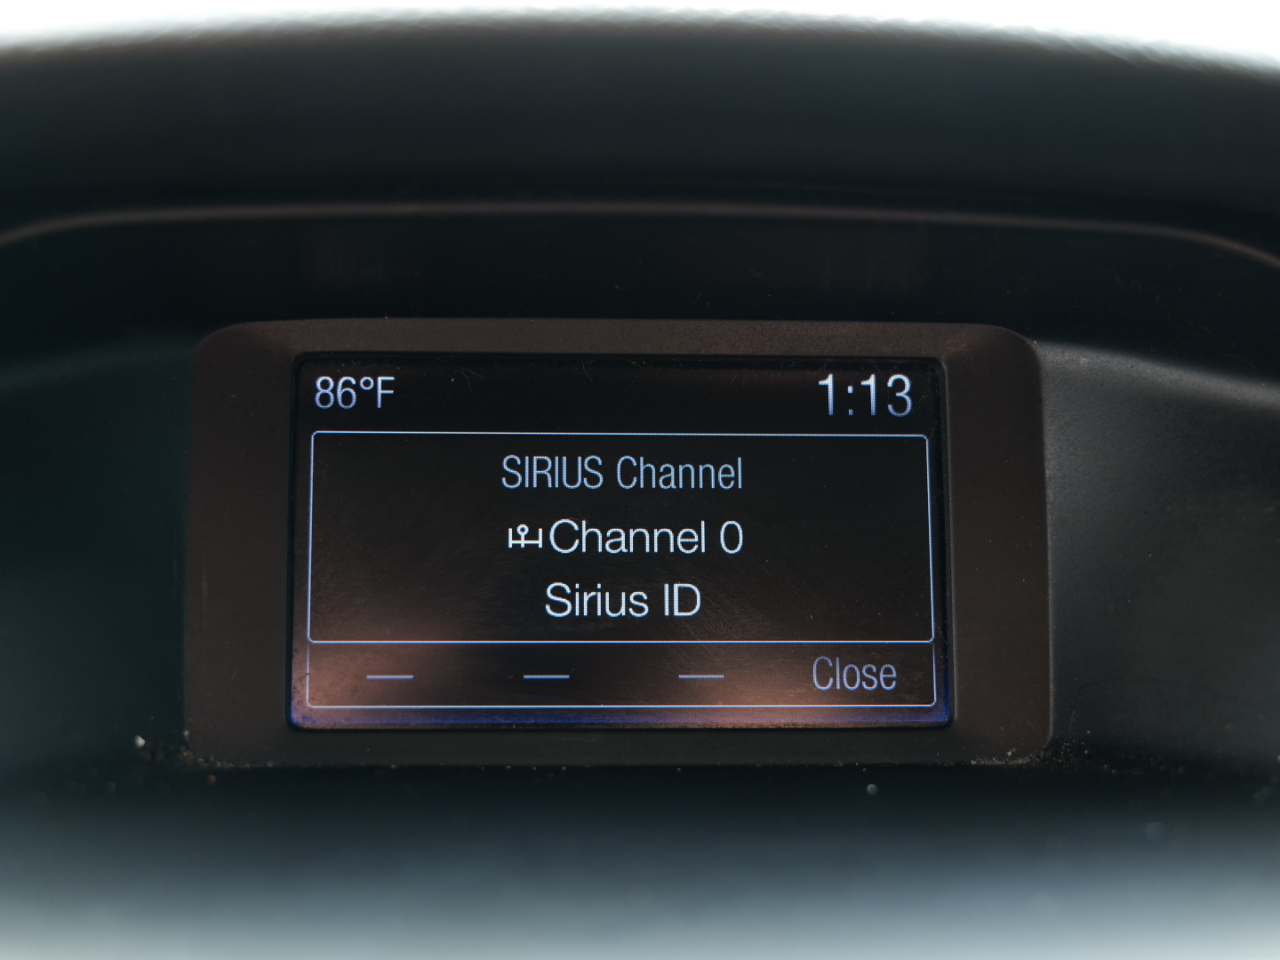 86°F
1:13
SIRIUS Channel
Channel 0
Sirius ID
Close